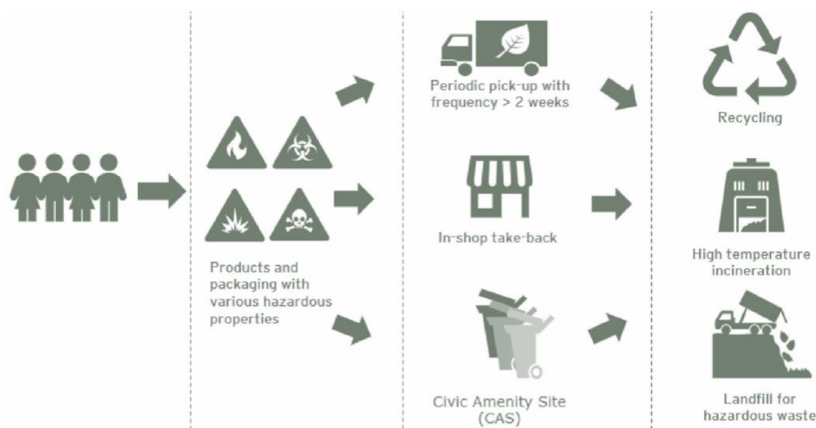 Periodic pick-up with
frequency > 2 weeks
Recycling
In-shop take-back
High temperature
incineration
Products and
packaging with
various hazardous
properties
Civic Amenity Site
(CAS)
Landfill for
hazardous waste